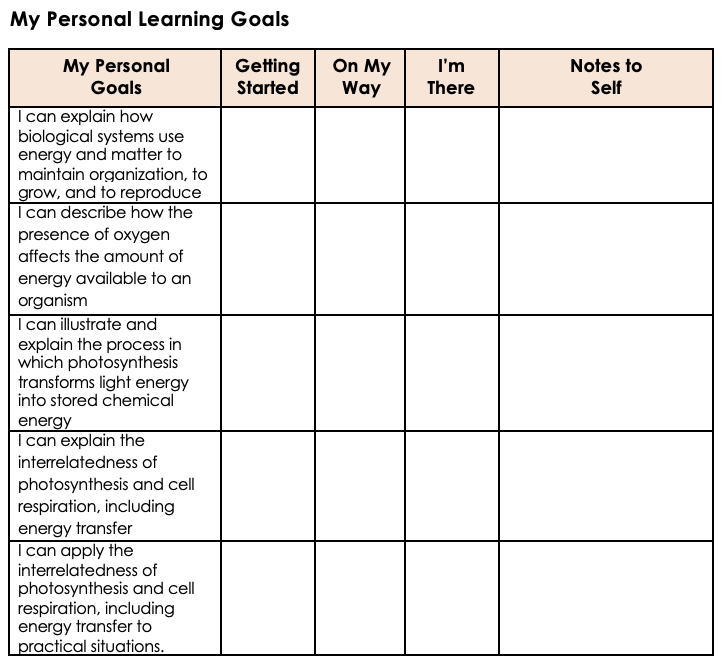 My Personal Learning Goals
My Personal
Goals
Getting
Started
On My
Way
I'm
There
Notes to
Self
I can explain how
biological systems use
energy and matter to
maintain organization, to
grow, and to reproduce
I can describe how the
presence of oxygen
affects the amount of
energy available to an
organism
I can illustrate and
explain the process in
which photosynthesis
transforms light energy
into stored chemical
energy
I can explain the
interrelatedness of
photosynthesis and cell
respiration, including
energy transfer
I can apply the
interrelatedness of
photosynthesis and cell
respiration, including
energy transfer to
practical situations.